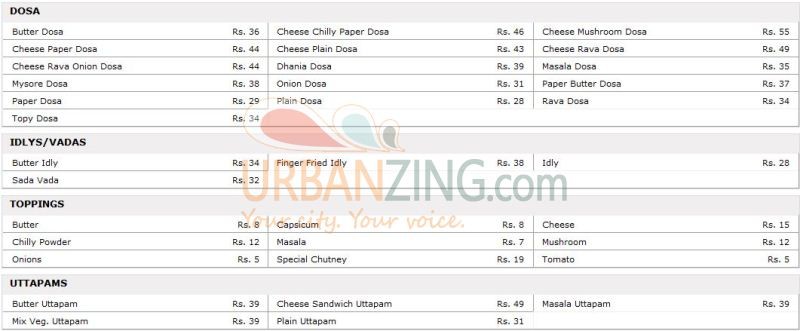 DOSA
Butter Dosa Rs. 36 Cheese Chilly Paper Dosa Rs. 46 Cheese Mushroom Dosa Rs. 55
Cheese Paper Dosa Rs. 44 Cheese Plain Dosa Rs. 43 Cheese Rava Dosa Rs. 49
Cheese Rava Onion Dosa Rs. 44 Dhania Dosa Rs. 39 Masala Dosa Rs. 35
Mysore Dosa Rs. 38 Onion Dosa Rs. 31 Paper Butter Dosa Rs. 37
Paper Dosa Rs. 29 Plain Dosa Rs. 28 Rava Dosa Rs. 34
Topy Dosa Rs. 34
IDLYS/VADAS
Butter Idly Rs. 34 Finger Fried Idly Rs. 38 Idly Rs. 28
Sada Vada Rs. 32
URBANZING.com
TOPPINGS
Your city. Your voice.
Butter Rs. 8 Capsicum Rs. 8 Cheese Rs. 15
Chilly Powder Rs. 12 Masala Rs. 7 Mushroom Rs. 12
Onions Rs. 5 Special Chutney Rs. 19 Tomato Rs. 5
UTTAPAMS
Butter Uttapam Rs. 39 Cheese Sandwich Uttapam Rs. 49 Masala Uttapam Rs. 39
Mix Veg. Uttapam Rs. 39 Plain Uttapam Rs. 31